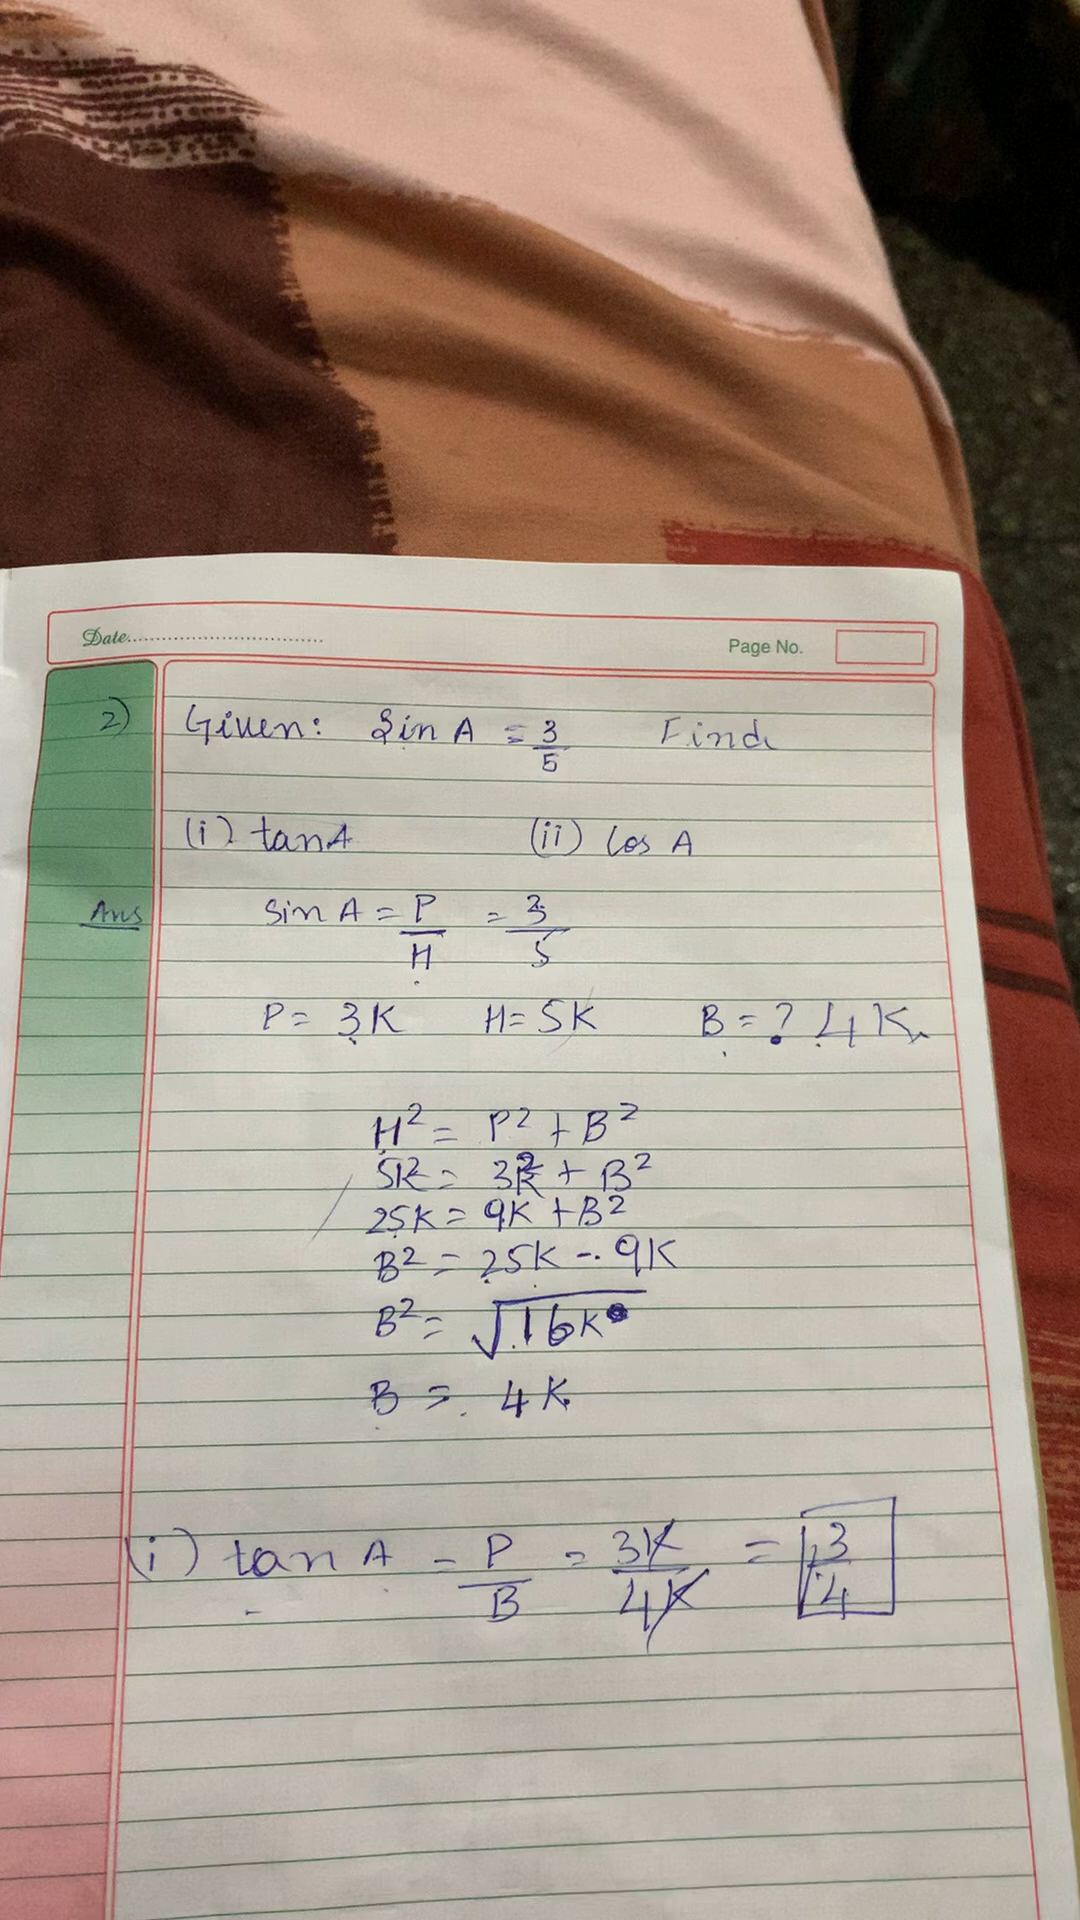 Date..............................
Page No.
2) Given: Sin A = 3/5 Find
(i) tanA (ii) Cos A
Ans sin A = P/H = 3/5
P = 3K H = 5K B = ? 4K
H² = P² + B²
5K² = 3K² + B²
25K = 9K + B²
B² = 25K - 9K
B² = √16K
B = 4K
(i) tan A = P/B = 3K/4K = 3/4